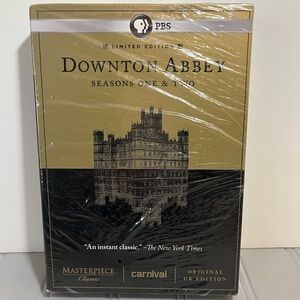 PBS
LIMITED EDITION
DOWNTON ABBEY
SEASONS ONE & TWO
"An instant classic." –The New York Times
MASTERPIECE
Classic
carnival
ORIGINAL
UK EDITION